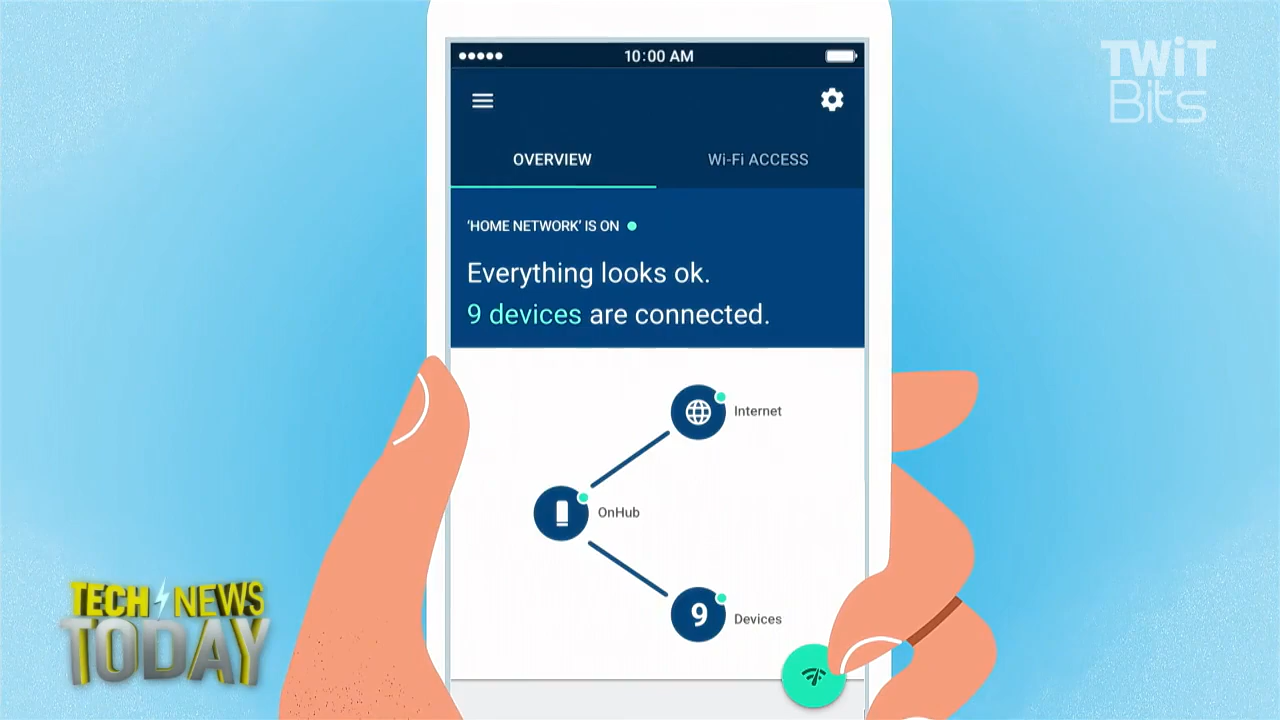 TWiT
Bits
10:00 AM
OVERVIEW
Wi-Fi ACCESS
‘HOME NETWORK’ IS ON
Everything looks ok.
9 devices are connected.
Internet
OnHub
9
Devices
TECH NEWS
TODAY